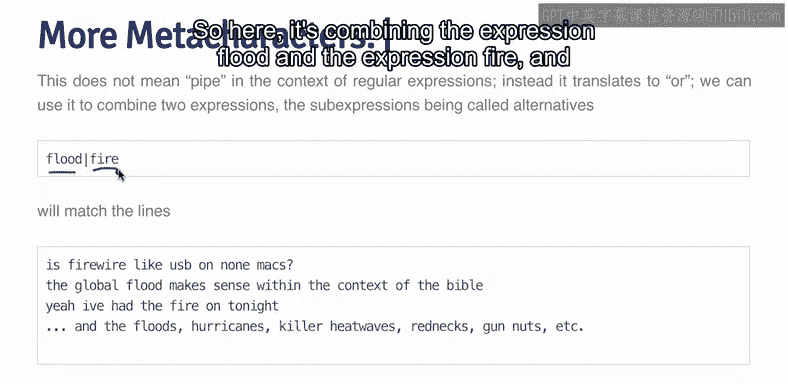 More Metacharacters: |
So here, it's combining the expression
flood and the expression fire, and
This does not mean “pipe” in the context of regular expressions; instead it translates to “or”; we can
use it to combine two expressions, the subexpressions being called alternatives
flood|fire
will match the lines
is firewire like usb on none macs?
the global flood makes sense within the context of the bible
yeah ive had the fire on tonight
... and the floods, hurricanes, killer heatwaves, rednecks, gun nuts, etc.